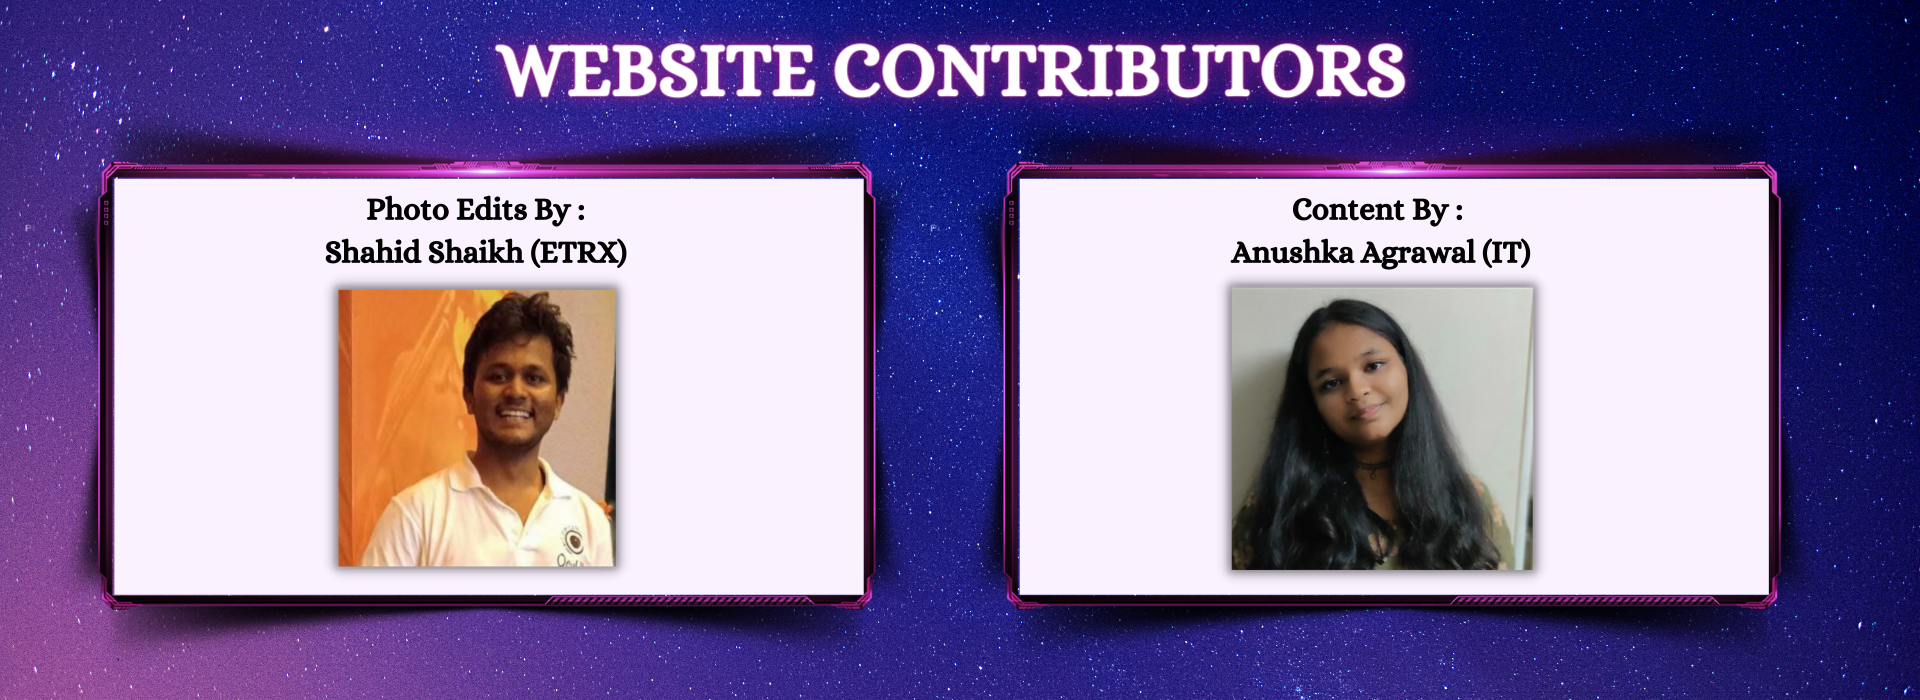 WEBSITE CONTRIBUTORS
Photo Edits By :
Shahid Shaikh (ETRX)
Content By :
Anushka Agrawal (IT)